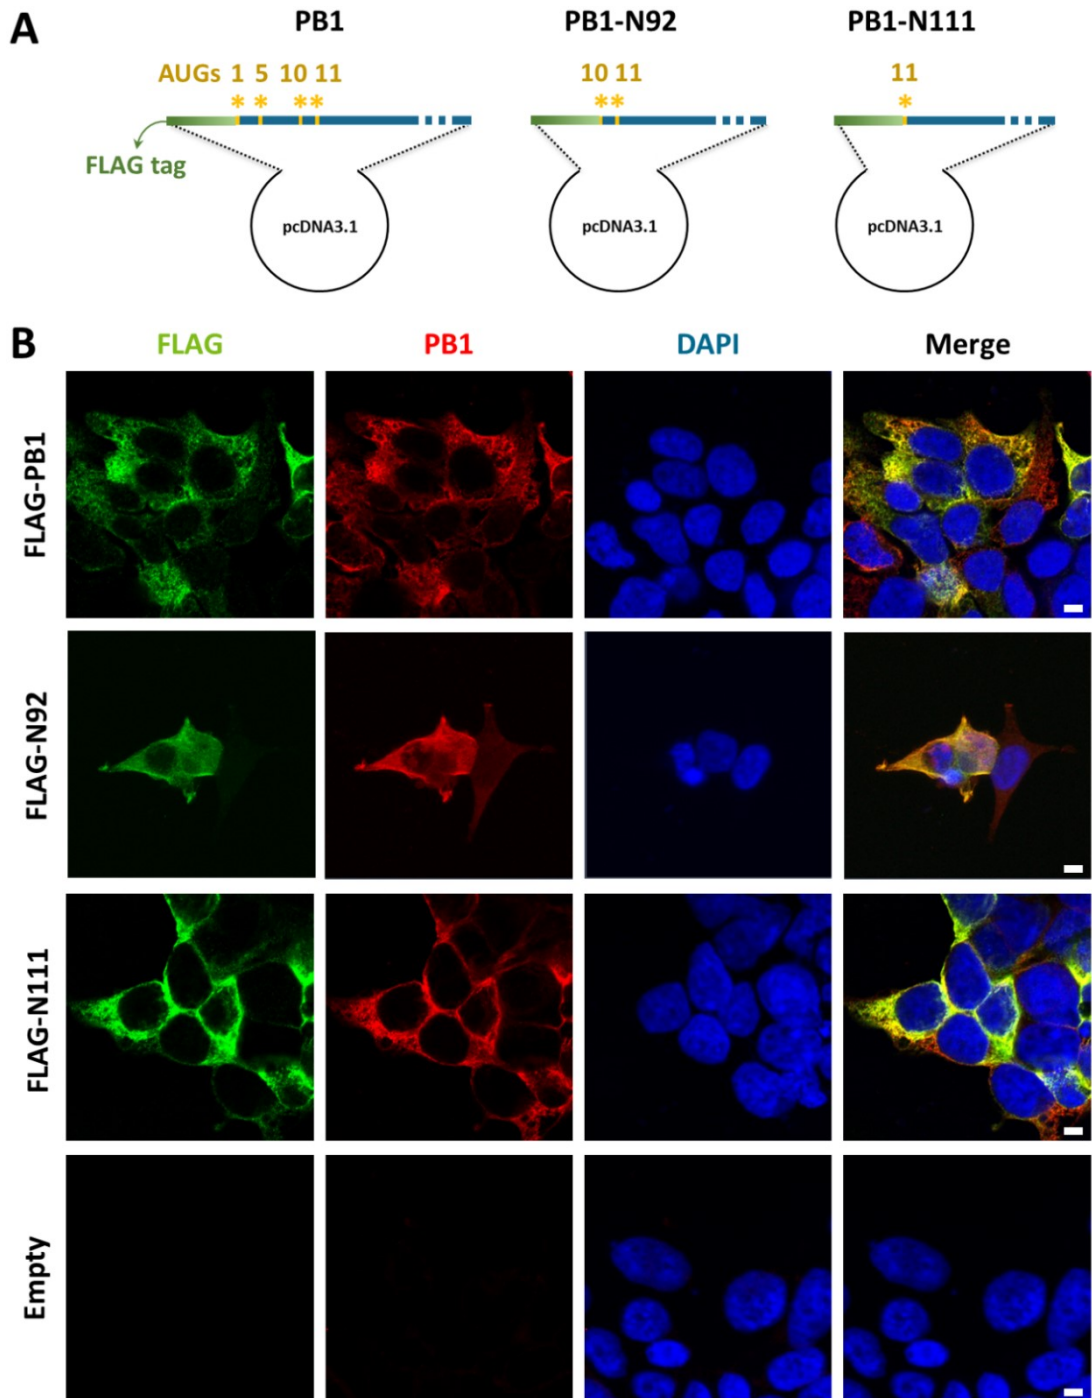 A
PB1
PB1-N92
PB1-N111
AUGs 1 5 10 11
10 11
11
FLAG tag
pcDNA3.1
pcDNA3.1
pcDNA3.1
B
FLAG
PB1
DAPI
Merge
FLAG-PB1
FLAG-N92
FLAG-N111
Empty